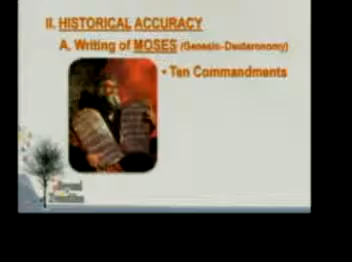 II. HISTORICAL ACCURACY
A. Writing of MOSES (Genesis-Deuteronomy)
• Ten Commandments